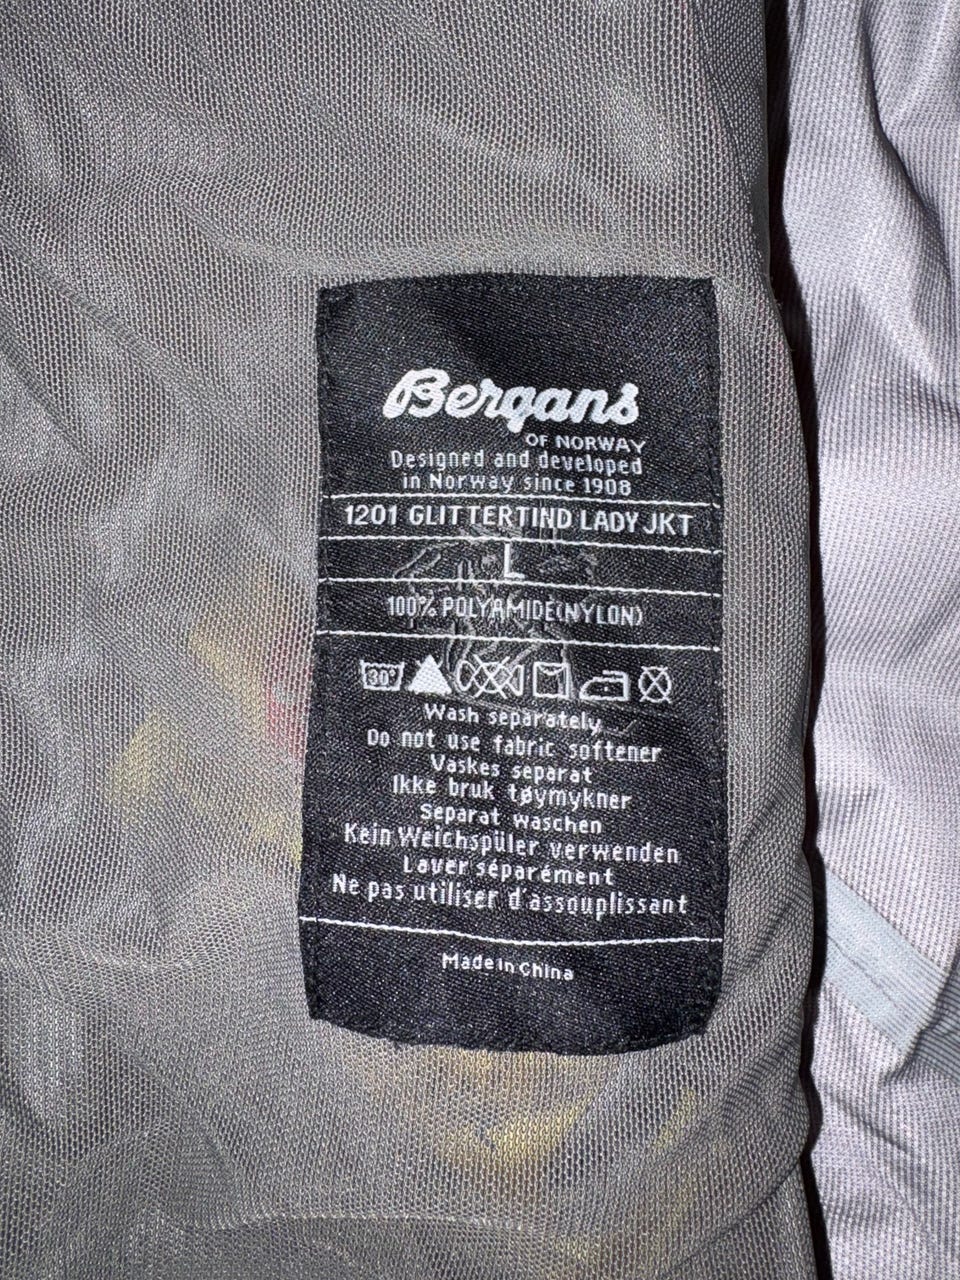 Bergans
OF NORWAY
Designed and developed
in Norway since 1908
1201 GLITTERTIND LADY JKT
L
100% POLYAMIDE(NYLON)
30°
Wash separately
Do not use fabric softener
Vaskes separat
Ikke bruk tøymykner
Separat waschen
Kein Weichspüler verwenden
Laver séparément
Ne pas utiliser d'assouplissant
Made in China